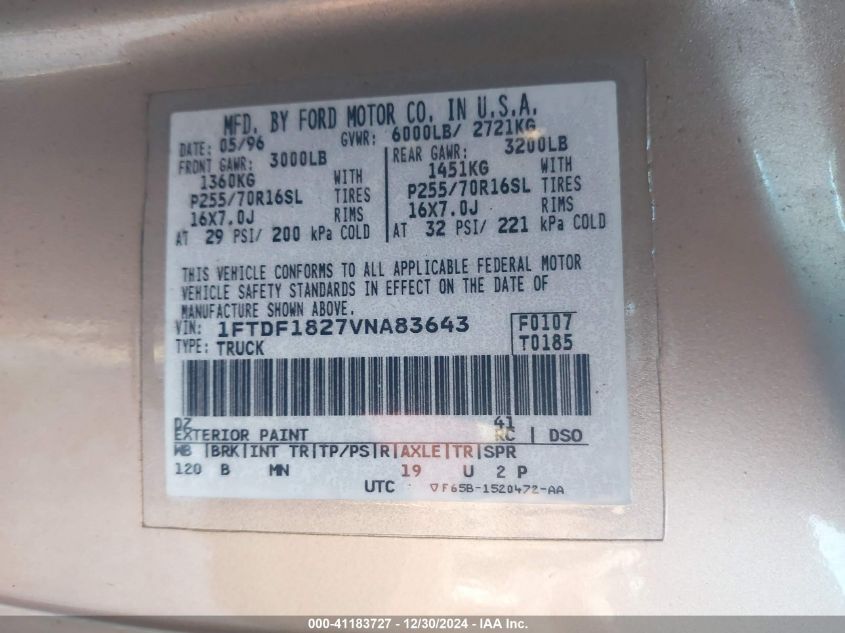 MFD. BY FORD MOTOR CO. IN U.S.A.
DATE: 05/96 GVWR: 6000LB/ 2721KG
FRONT GAWR: 3000LB REAR GAWR: 3200LB
1360KG WITH 1451KG WITH
P255/70R16SL TIRES P255/70R16SL TIRES
16X7.0J RIMS 16X7.0J RIMS
AT 29 PSI/ 200 kPa COLD AT 32 PSI/ 221 kPa COLD
THIS VEHICLE CONFORMS TO ALL APPLICABLE FEDERAL MOTOR
VEHICLE SAFETY STANDARDS IN EFFECT ON THE DATE OF
MANUFACTURE SHOWN ABOVE.
VIN: 1FTDF1827VNA83643 F0107
TYPE: TRUCK T0185
DZ 41
EXTERIOR PAINT RC | DSO
WB |BRK|INT TR|TP/PS|R|AXLE|TR|SPR
120 B MN 19 U 2 P
UTC ▽F65B-1520472-AA
000-41183727 - 12/30/2024 - IAA Inc.